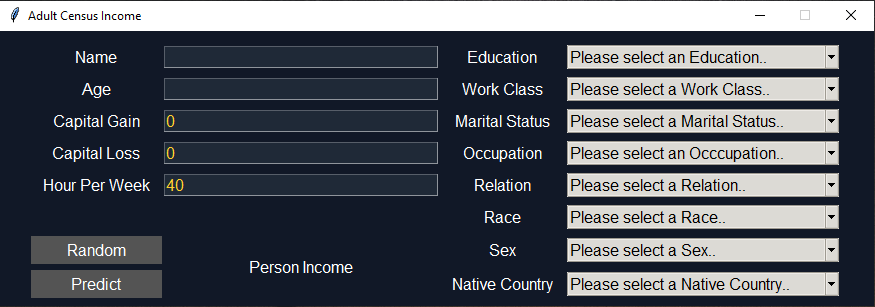 Adult Census Income
Name
Education
Please select an Education..
Age
Work Class
Please select a Work Class..
Capital Gain
0
Marital Status
Please select a Marital Status..
Capital Loss
0
Occupation
Please select an Occcupation..
Hour Per Week
40
Relation
Please select a Relation..
Race
Please select a Race..
Random
Sex
Please select a Sex..
Person Income
Predict
Native Country
Please select a Native Country..